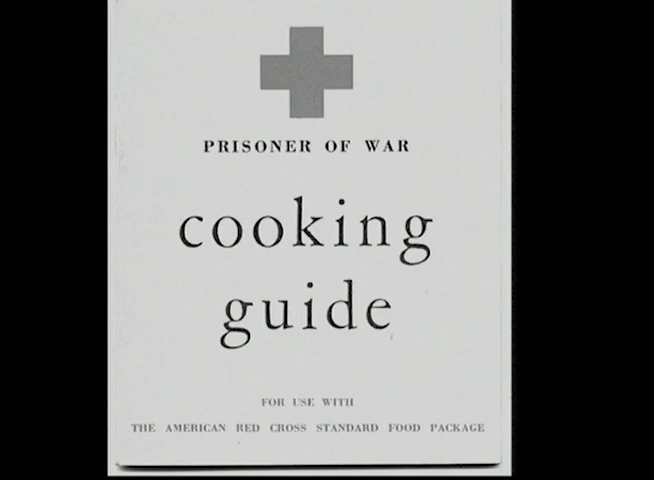 PRISONER OF WAR
cooking
guide
FOR USE WITH
THE AMERICAN RED CROSS STANDARD FOOD PACKAGE